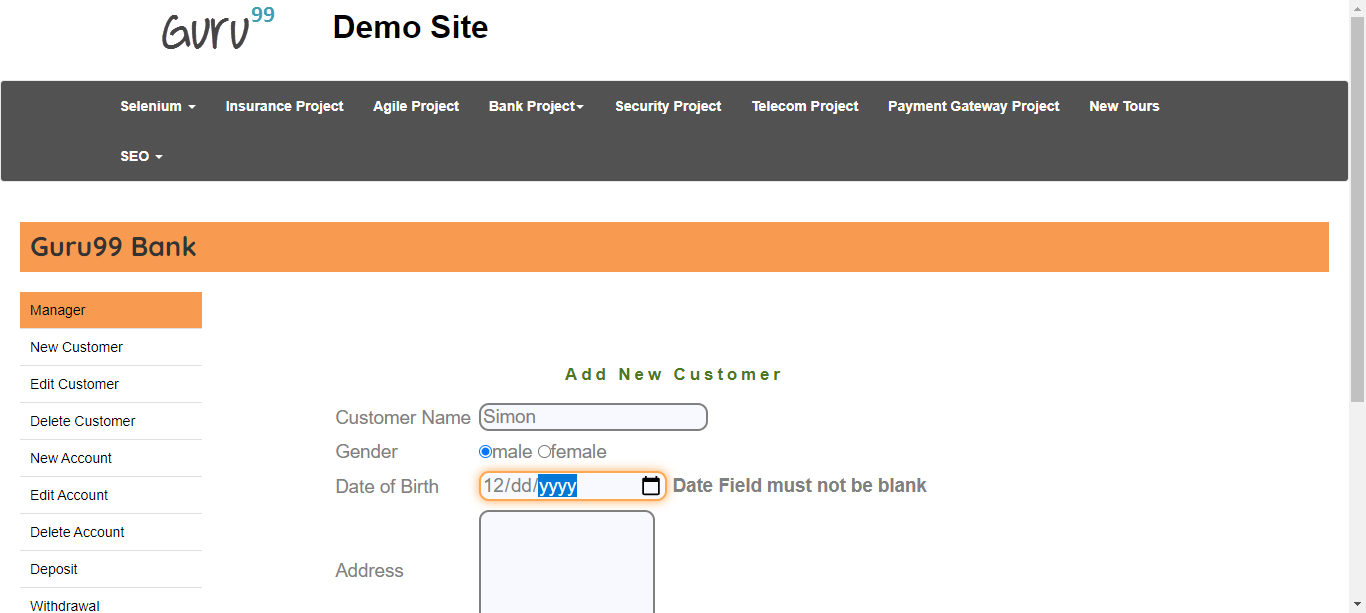 Guru99 Demo Site
Selenium Insurance Project Agile Project Bank Project Security Project Telecom Project Payment Gateway Project New Tours
SEO
Guru99 Bank
Manager
New Customer
Edit Customer
Delete Customer
New Account
Edit Account
Delete Account
Deposit
Withdrawal
Add New Customer
Customer Name Simon
Gender male female
Date of Birth 12/dd/yyyy Date Field must not be blank
Address